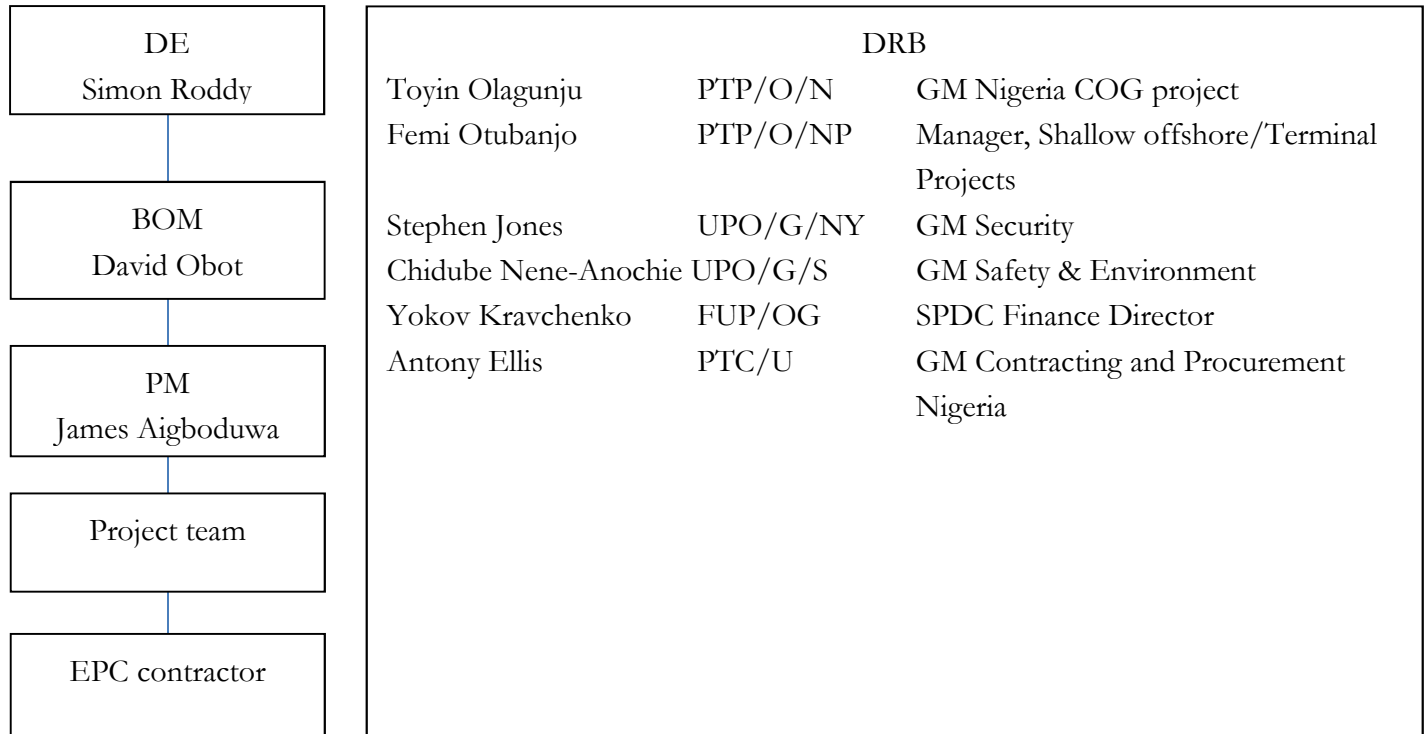 DE
Simon Roddy
BOM
David Obot
PM
James Aigboduwa
Project team
EPC contractor
DRB
Toyin Olagunju PTP/O/N GM Nigeria COG project
Femi Otubanjo PTP/O/NP Manager, Shallow offshore/Terminal
Projects
Stephen Jones UPO/G/NY GM Security
Chidube Nene-Anochie UPO/G/S GM Safety & Environment
Yokov Kravchenko FUP/OG SPDC Finance Director
Antony Ellis PTC/U GM Contracting and Procurement
Nigeria